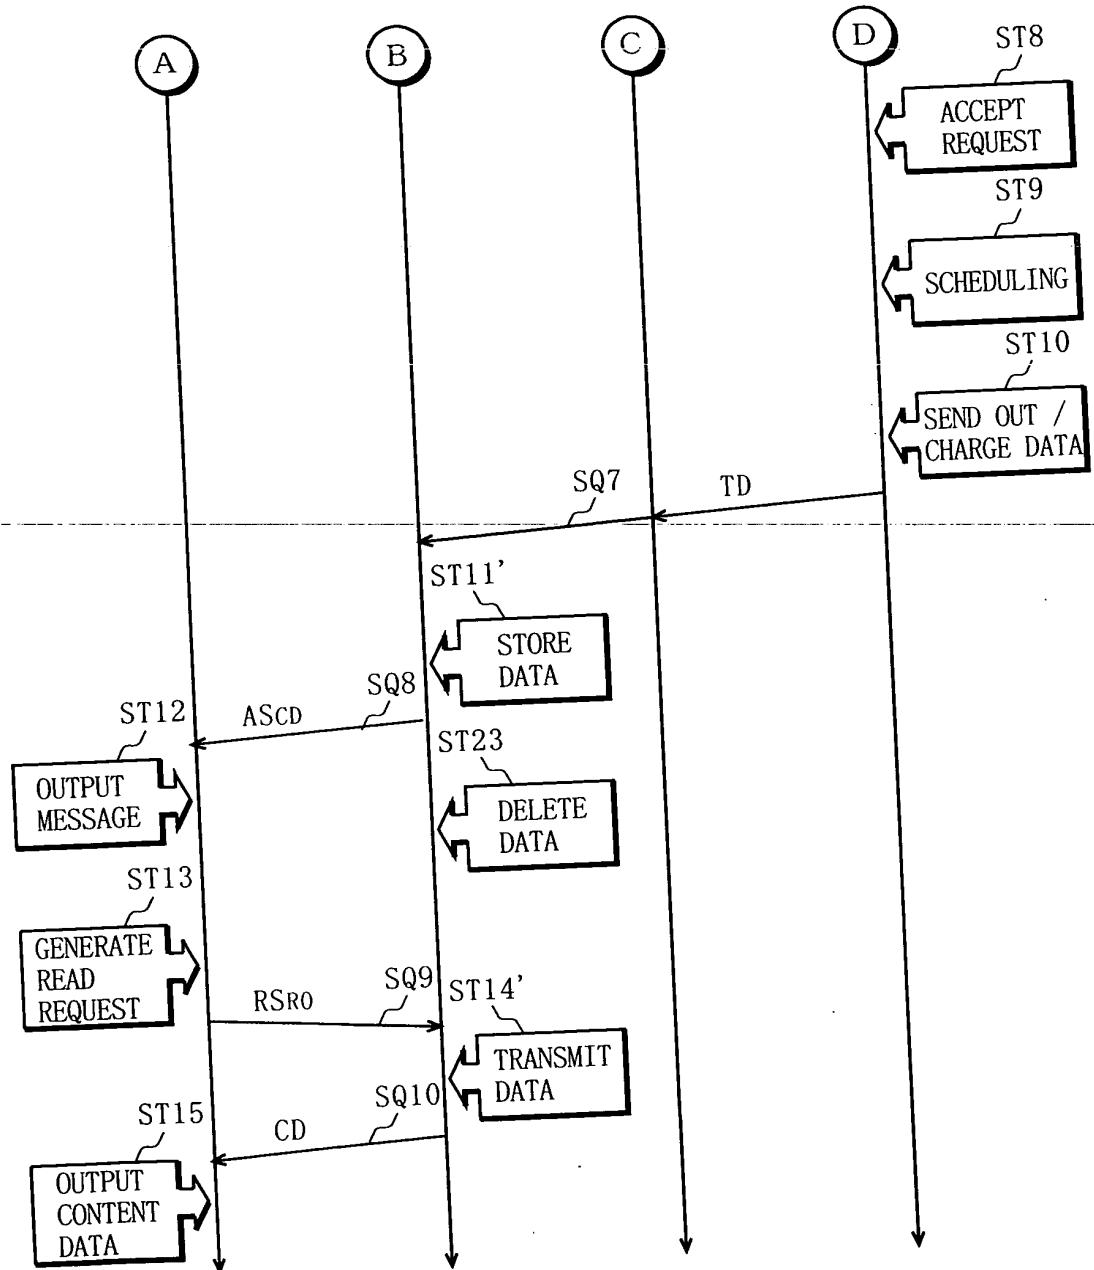 A
B
C
D
ST8
ACCEPT
REQUEST
ST9
SCHEDULING
ST10
SEND OUT /
CHARGE DATA
SQ7
TD
ST11'
STORE
DATA
SQ8
ASCD
ST12
OUTPUT
MESSAGE
ST23
DELETE
DATA
ST13
GENERATE
READ
REQUEST
RSRO
SQ9
ST14'
TRANSMIT
DATA
SQ10
CD
ST15
OUTPUT
CONTENT
DATA